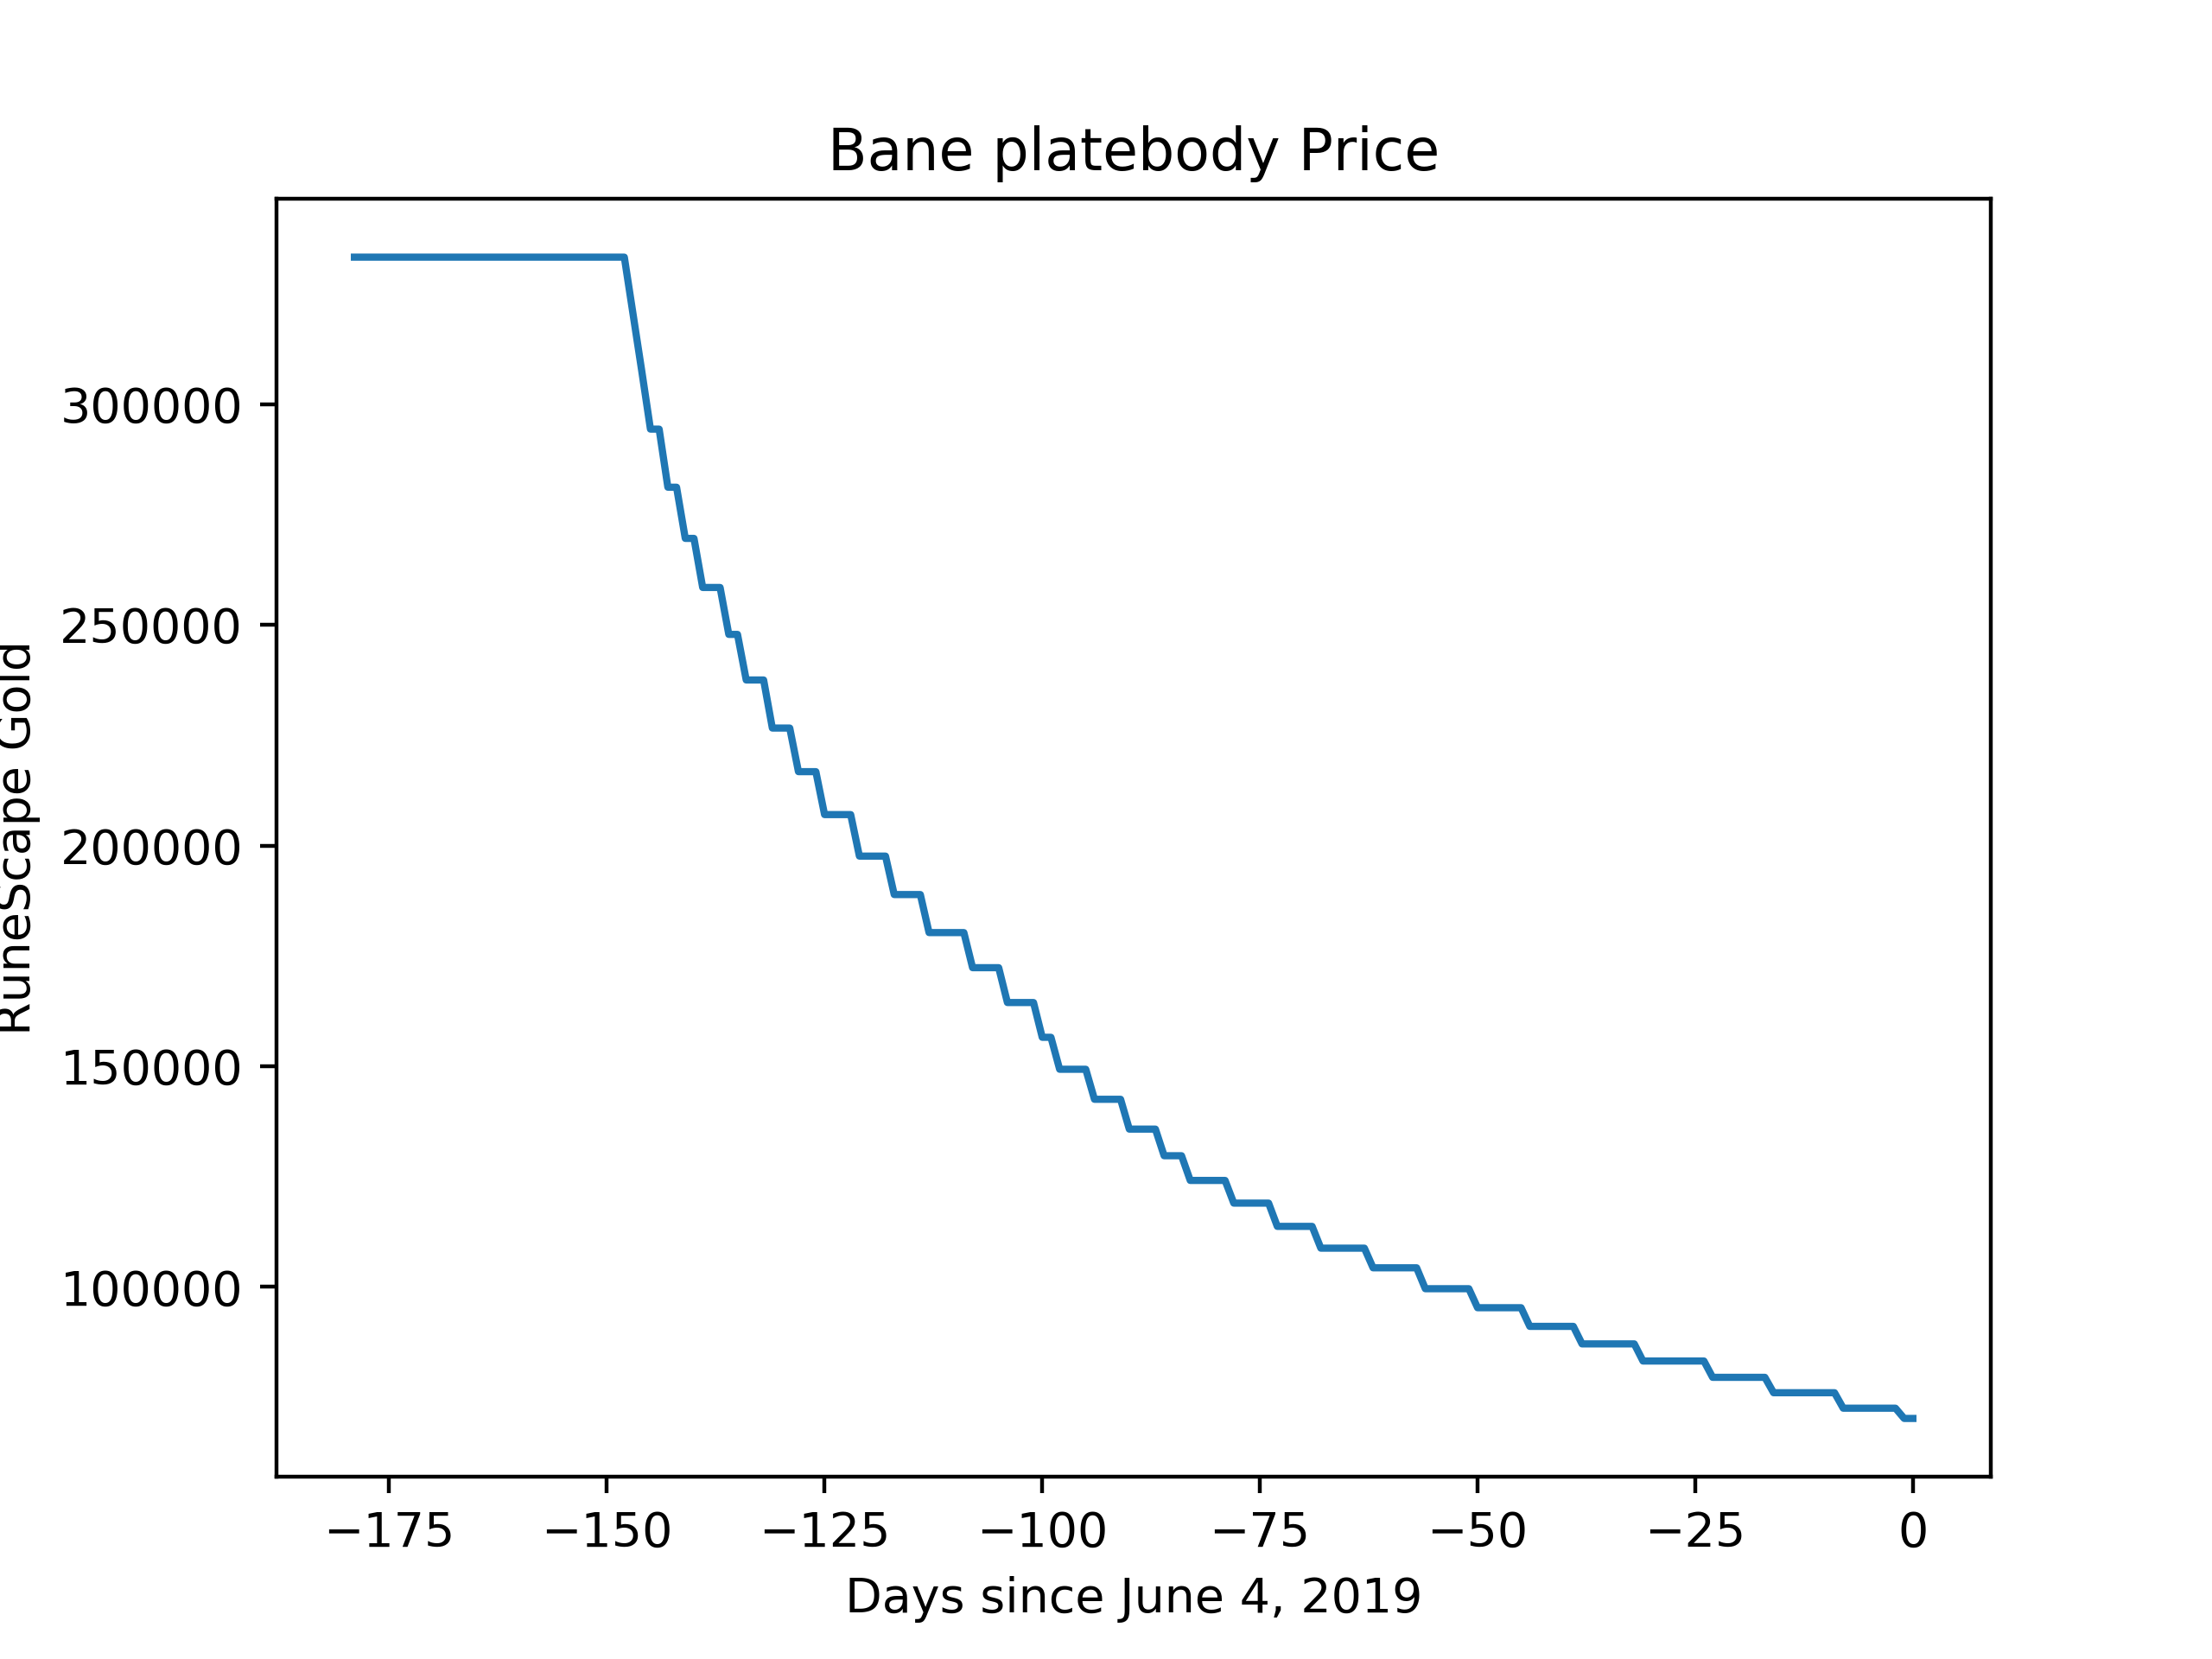 Bane platebody Price
RuneScape Gold
300000
250000
200000
150000
100000
−175 −150 −125 −100 −75 −50 −25 0
Days since June 4, 2019